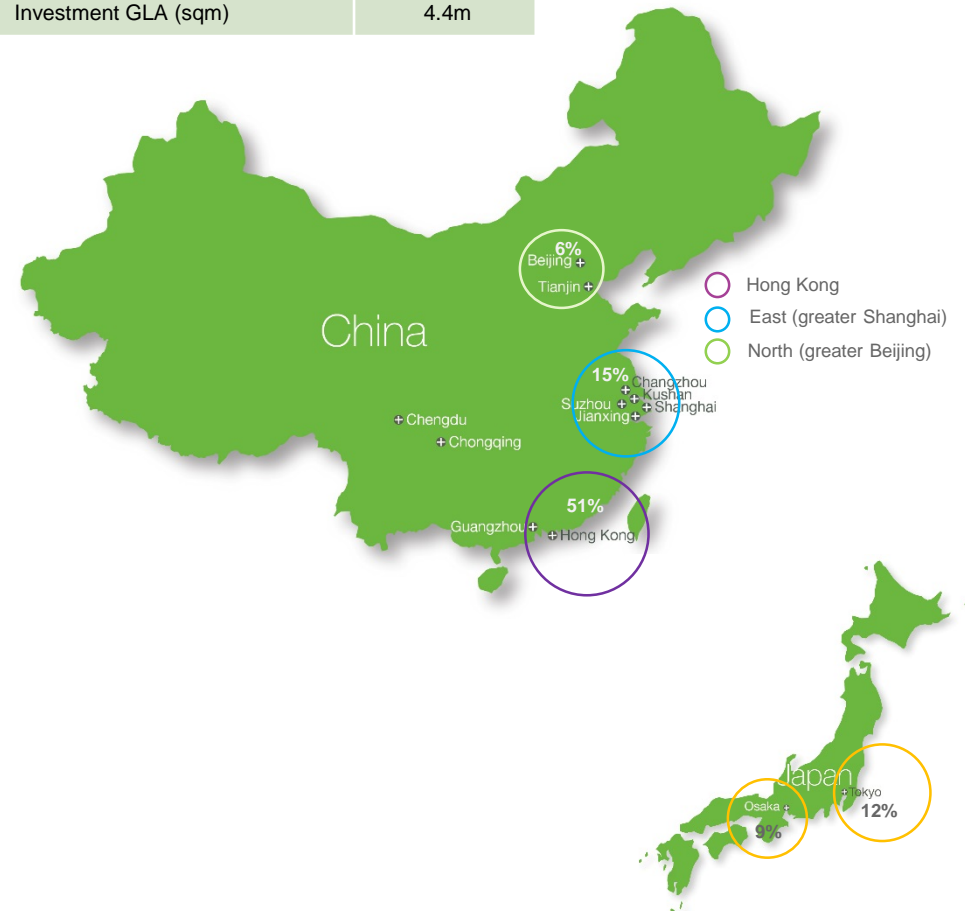 Investment GLA (sqm) 4.4m
6%
Beijing
Tianjin
Hong Kong
East (greater Shanghai)
North (greater Beijing)
China
15%
Changzhou
Kushan
Suzhou
Shanghai
Jianxing
Chengdu
Chongqing
51%
Guangzhou
Hong Kong
Japan
Tokyo
Osaka
12%
9%